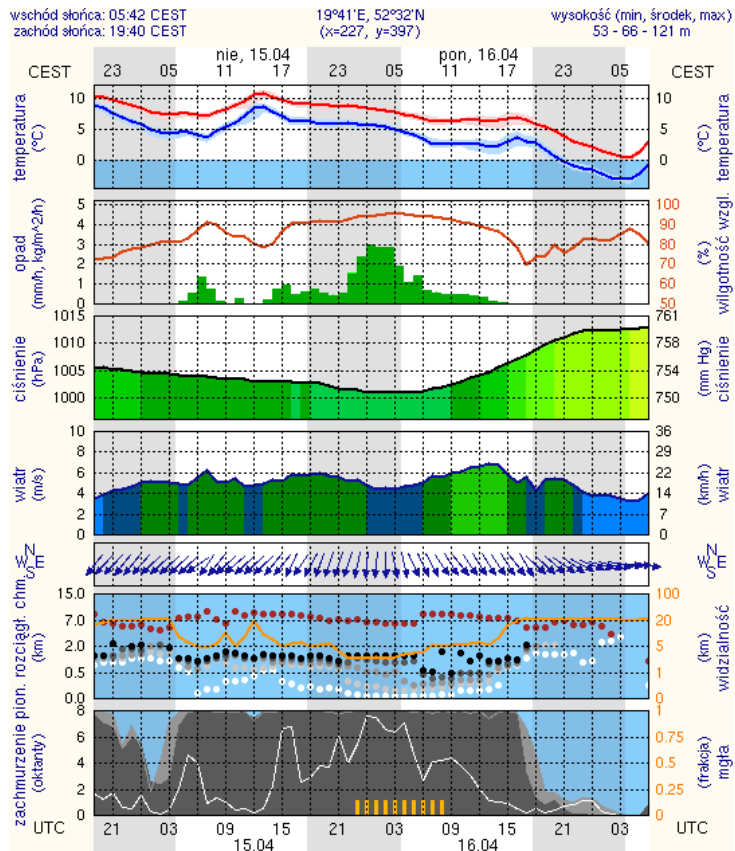 wschód słońca: 05:42 CEST 19°41'E, 52°32'N wysokość (min, środek, max)
zachód słońca: 19:40 CEST (x=227, y=397) 53 - 66 - 121 m
nie, 15.04 pon, 16.04
CEST 23 05 11 17 23 05 11 17 23 05 CEST
temperatura (°C)
10
5
0
10
5
0
temperatura (°C)
opad (mm/h, kg/m^2/h)
5
4
3
2
1
0
100
90
80
70
60
50
(%) wilgotność wzgl.
ciśnienie (hPa)
1015
1010
1005
1000
761
758
754
750
(mm Hg) ciśnienie
wiatr (m/s)
10
8
6
4
2
0
36
29
22
14
7
0
(km/h) wiatr
N
W E
S
N
W E
S
pion. rozciągł. chm. (km)
15.0
7.0
2.0
0.5
0.0
100
20
5
1
0
(km) widzialność
zachmurzenie (oktanty)
8
6
4
2
0
1
0.75
0.5
0.25
0
(frakcja) mgła
UTC 21 03 09 15 21 03 09 15 21 03 UTC
15.04 16.04